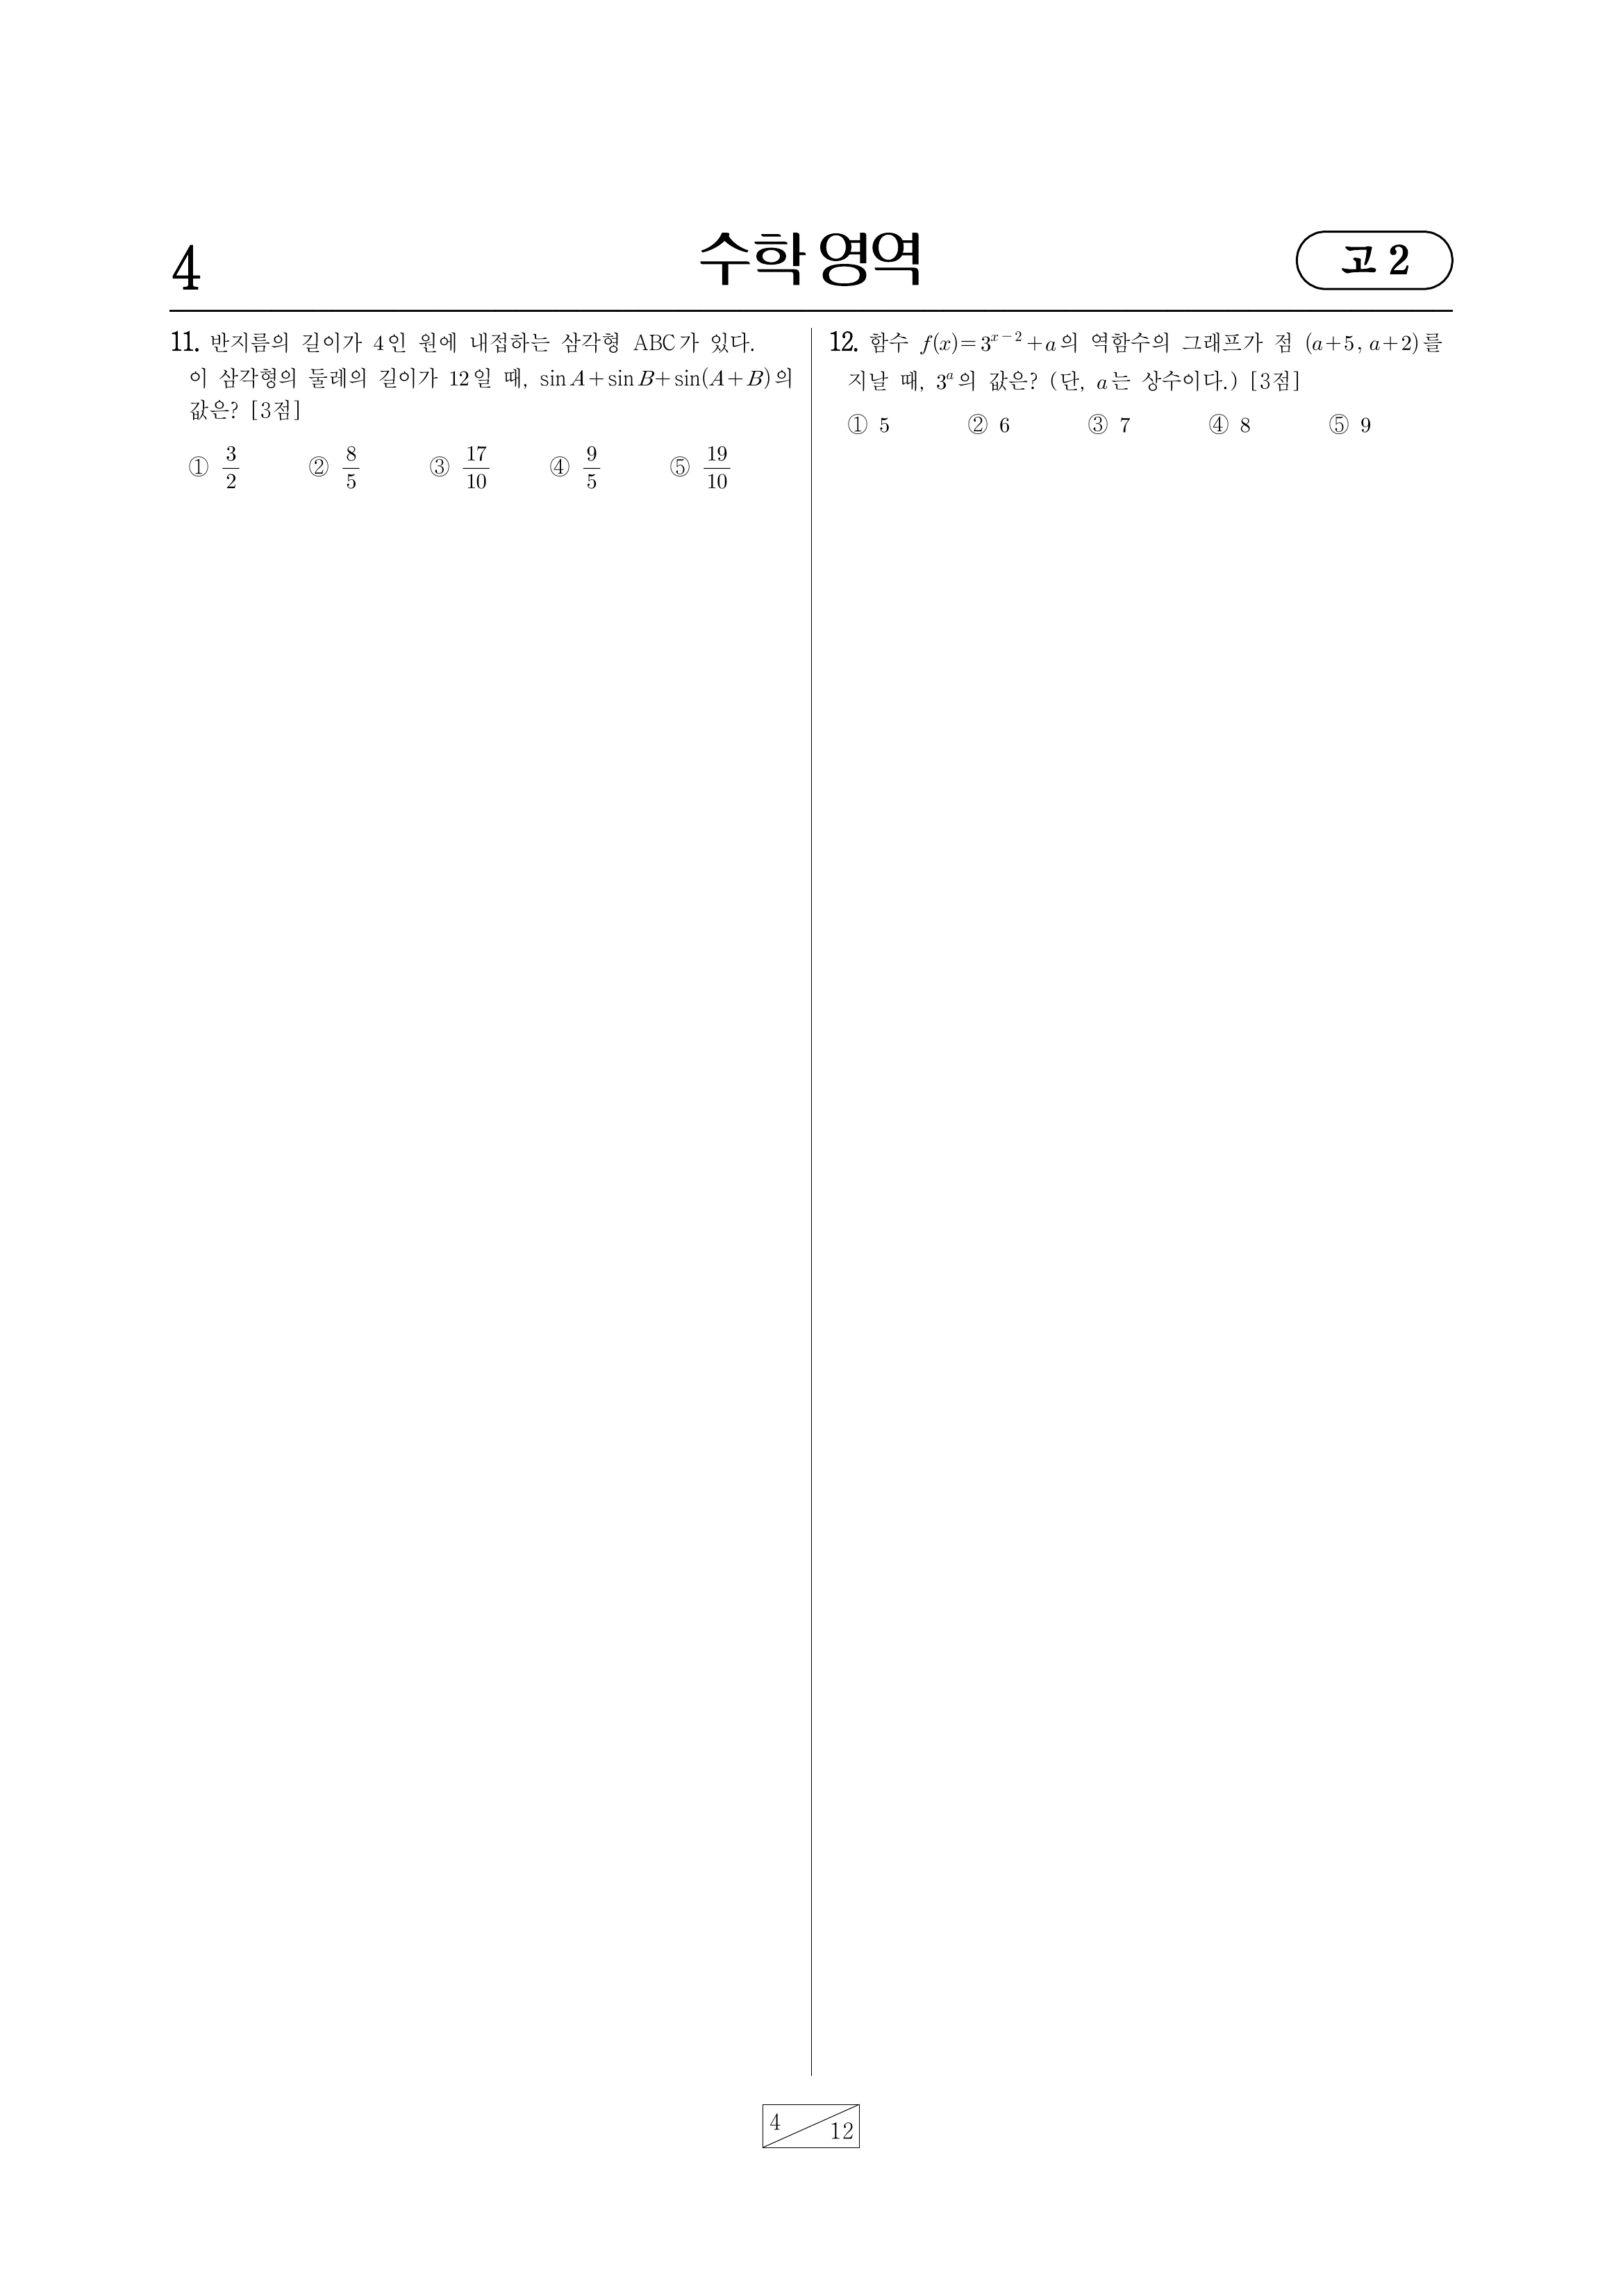 4
수학 영역
고 2
11. 반지름의 길이가 4인 원에 내접하는 삼각형 ABC가 있다.
이 삼각형의 둘레의 길이가 12일 때, sin A + sin B + sin(A + B)의
값은? [3점]
① 3/2 ② 8/5 ③ 17/10 ④ 9/5 ⑤ 19/10
12. 함수 f(x) = 3^{x-2} + a의 역함수의 그래프가 점 (a+5, a+2)를
지날 때, 3^a의 값은? (단, a는 상수이다.) [3점]
① 5 ② 6 ③ 7 ④ 8 ⑤ 9
4
12